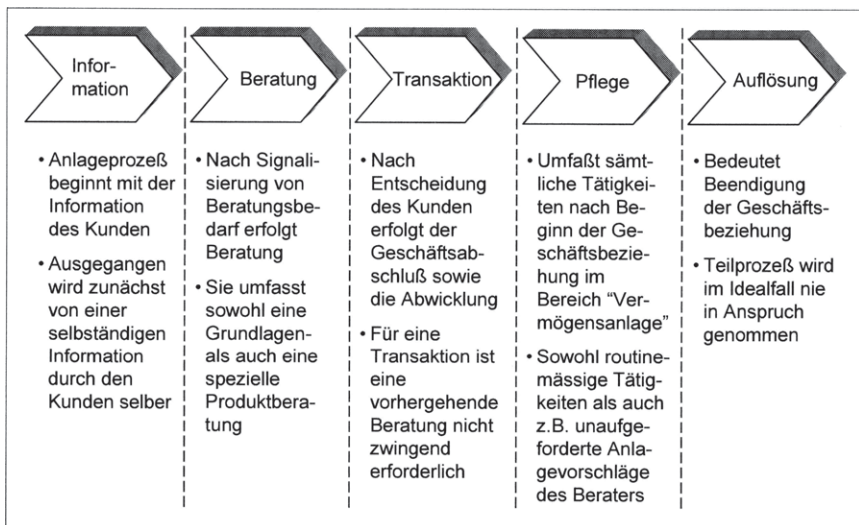 Infor-
mation
Beratung
Transaktion
Pflege
Auflösung
• Anlageprozeß
beginnt mit der
Information
des Kunden
• Ausgegangen
wird zunächst
von einer
selbständigen
Information
durch den
Kunden selber
• Nach Signali-
sierung von
Beratungsbe-
darf erfolgt
Beratung
• Sie umfasst
sowohl eine
Grundlagen-
als auch eine
spezielle
Produktbera-
tung
• Nach
Entscheidung
des Kunden
erfolgt der
Geschäftsab-
schluß sowie
die Abwicklung
• Für eine
Transaktion ist
eine
vorhergehende
Beratung nicht
zwingend
erforderlich
• Umfaßt sämt-
liche Tätigkei-
ten nach Be-
ginn der Ge-
schäftsbezie-
hung im
Bereich “Ver-
mögensanlage”
• Sowohl routine-
mässige Tätig-
keiten als auch
z.B. unaufge-
forderte Anla-
gevorschläge
des Beraters
• Bedeutet
Beendigung
der Geschäfts-
beziehung
• Teilprozeß wird
im Idealfall nie
in Anspruch
genommen